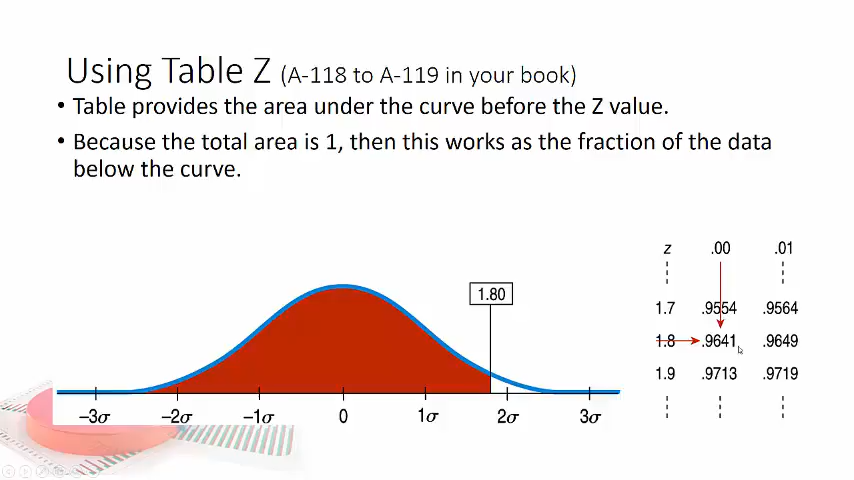 Using Table Z (A-118 to A-119 in your book)
• Table provides the area under the curve before the Z value.
• Because the total area is 1, then this works as the fraction of the data
below the curve.
z .00 .01
1.80
1.7 .9554 .9564
1.8 .9641 .9649
1.9 .9713 .9719
−3σ −2σ −1σ 0 1σ 2σ 3σ